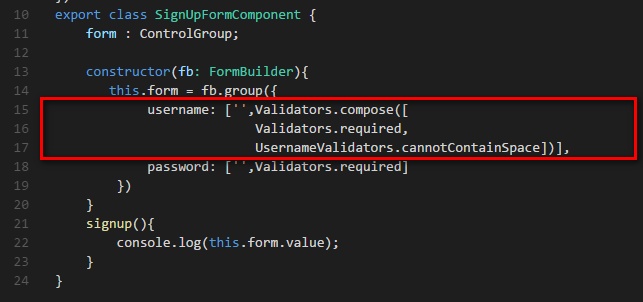 10 export class SignUpFormComponent {
11 form : ControlGroup;
12
13 constructor(fb: FormBuilder){
14 this.form = fb.group({
15 username: ['',Validators.compose([
16 Validators.required,
17 UsernameValidators.cannotContainSpace])],
18 password: ['',Validators.required]
19 })
20 }
21 signup(){
22 console.log(this.form.value);
23 }
24 }